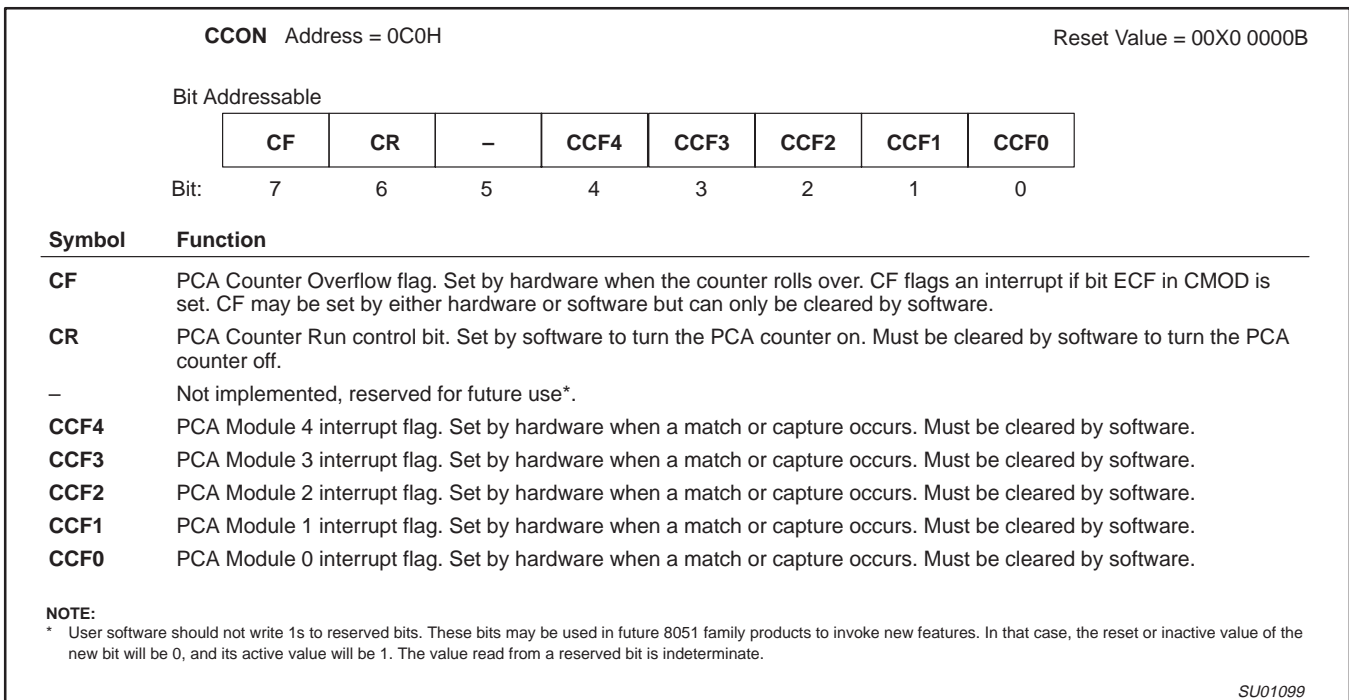 CCON Address = 0C0H Reset Value = 00X0 0000B
Bit Addressable
CF CR – CCF4 CCF3 CCF2 CCF1 CCF0
Bit: 7 6 5 4 3 2 1 0
Symbol Function
CF PCA Counter Overflow flag. Set by hardware when the counter rolls over. CF flags an interrupt if bit ECF in CMOD is
set. CF may be set by either hardware or software but can only be cleared by software.
CR PCA Counter Run control bit. Set by software to turn the PCA counter on. Must be cleared by software to turn the PCA
counter off.
– Not implemented, reserved for future use*.
CCF4 PCA Module 4 interrupt flag. Set by hardware when a match or capture occurs. Must be cleared by software.
CCF3 PCA Module 3 interrupt flag. Set by hardware when a match or capture occurs. Must be cleared by software.
CCF2 PCA Module 2 interrupt flag. Set by hardware when a match or capture occurs. Must be cleared by software.
CCF1 PCA Module 1 interrupt flag. Set by hardware when a match or capture occurs. Must be cleared by software.
CCF0 PCA Module 0 interrupt flag. Set by hardware when a match or capture occurs. Must be cleared by software.
NOTE:
* User software should not write 1s to reserved bits. These bits may be used in future 8051 family products to invoke new features. In that case, the reset or inactive value of the
new bit will be 0, and its active value will be 1. The value read from a reserved bit is indeterminate.
SU01099